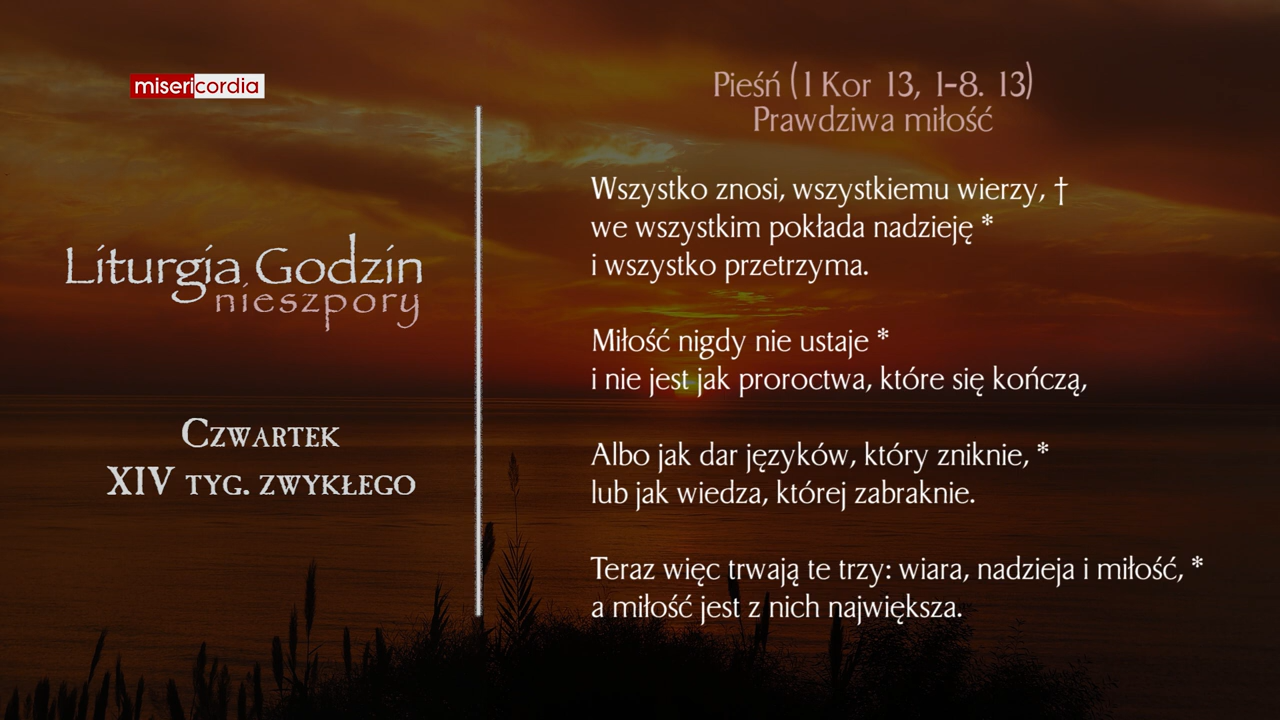 misericordia
Liturgia Godzin
nieszpory
Czwartek
XIV tyg. zwykłego
Pieśń (1 Kor 13, 1-8. 13)
Prawdziwa miłość
Wszystko znosi, wszystkiemu wierzy, †
we wszystkim pokłada nadzieję *
i wszystko przetrzyma.
Miłość nigdy nie ustaje *
i nie jest jak proroctwa, które się kończą,
Albo jak dar języków, który zniknie, *
lub jak wiedza, której zabraknie.
Teraz więc trwają te trzy: wiara, nadzieja i miłość, *
a miłość jest z nich największa.